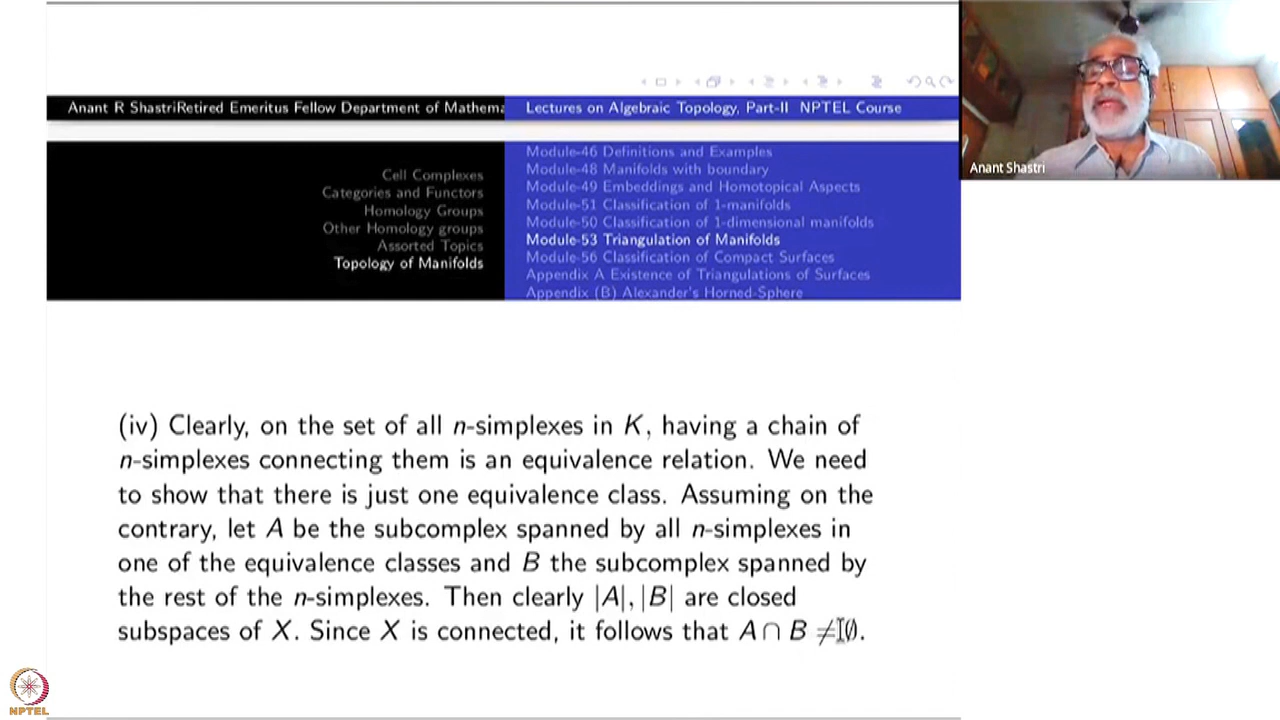 Anant R ShastriRetired Emeritus Fellow Department of Mathema
Lectures on Algebraic Topology, Part-II NPTEL Course
Cell Complexes
Categories and Functors
Homology Groups
Other Homology groups
Assorted Topics
Topology of Manifolds
Module-46 Definitions and Examples
Module-48 Manifolds with boundary
Module-49 Embeddings and Homotopical Aspects
Module-51 Classification of 1-manifolds
Module-50 Classification of 1-dimensional manifolds
Module-53 Triangulation of Manifolds
Module-56 Classification of Compact Surfaces
Appendix A Existence of Triangulations of Surfaces
Appendix (B) Alexander's Horned-Sphere
Anant Shastri
(iv) Clearly, on the set of all n-simplexes in K, having a chain of
n-simplexes connecting them is an equivalence relation. We need
to show that there is just one equivalence class. Assuming on the
contrary, let A be the subcomplex spanned by all n-simplexes in
one of the equivalence classes and B the subcomplex spanned by
the rest of the n-simplexes. Then clearly |A|, |B| are closed
subspaces of X. Since X is connected, it follows that A ∩ B ≠ ∅.
NPTEL